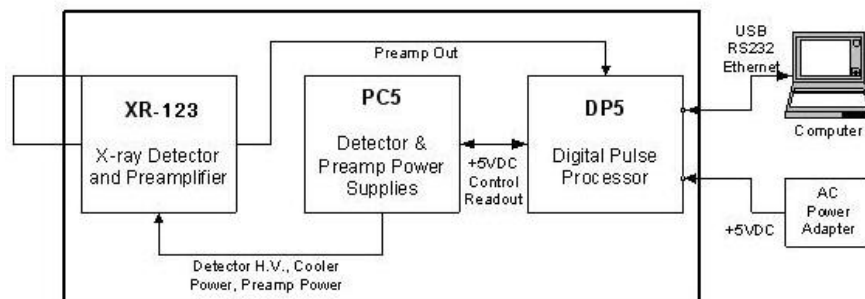 Preamp Out
XR-123
X-ray Detector
and Preamplifier
PC5
Detector &
Preamp Power
Supplies
+5VDC
Control
Readout
DP5
Digital Pulse
Processor
Detector H.V., Cooler
Power, Preamp Power
USB
RS232
Ethernet
Computer
+5VDC
AC
Power
Adapter